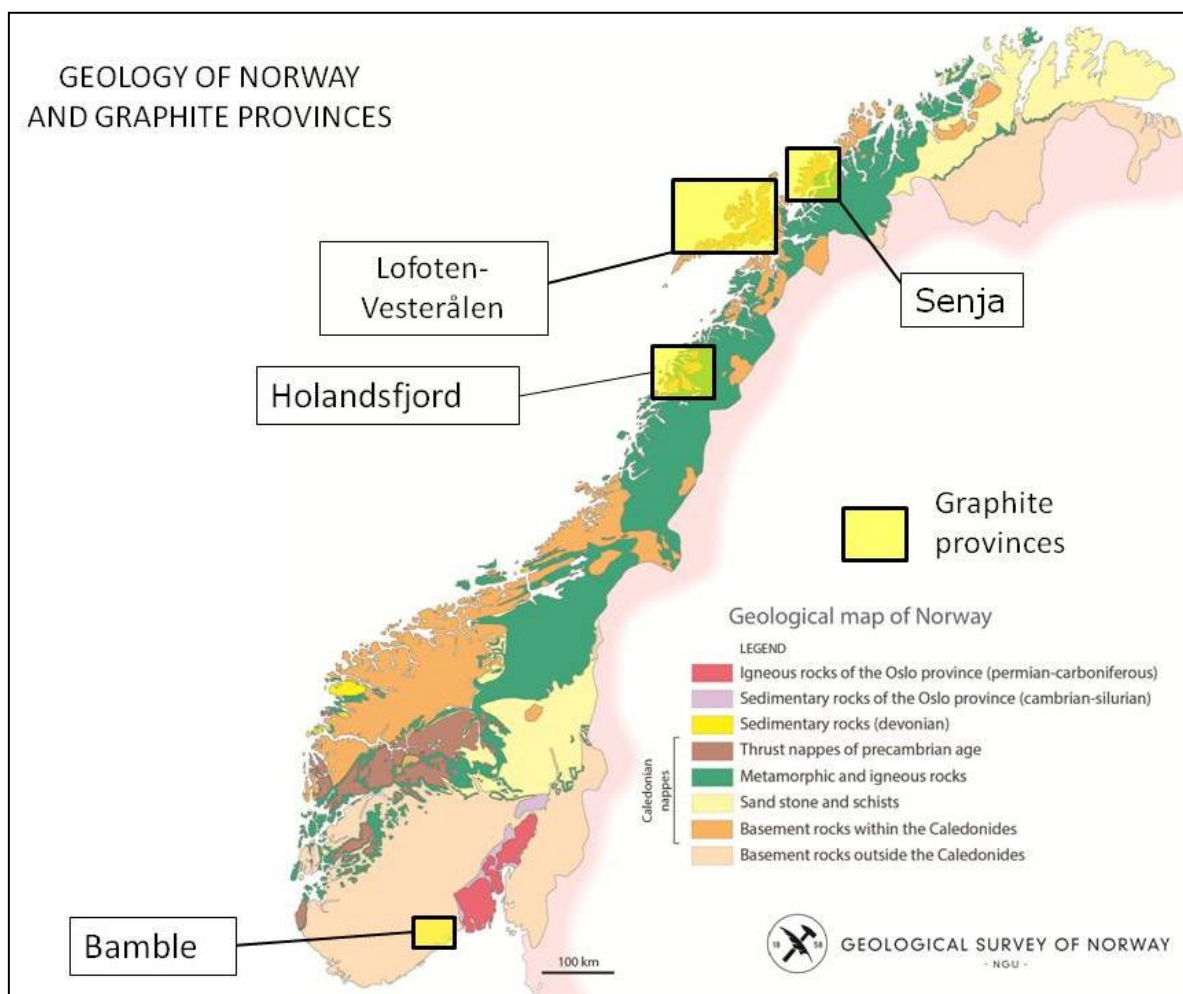 GEOLOGY OF NORWAY
AND GRAPHITE PROVINCES
Lofoten-
Vesterålen
Senja
Holandsfjord
Graphite
provinces
Geological map of Norway
LEGEND
Igneous rocks of the Oslo province (permian-carboniferous)
Sedimentary rocks of the Oslo province (cambrian-silurian)
Sedimentary rocks (devonian)
Thrust nappes of precambrian age
Metamorphic and igneous rocks
Sand stone and schists
Basement rocks within the Caledonides
Basement rocks outside the Caledonides
Caledonian
nappes
Bamble
100 km
18 58
GEOLOGICAL SURVEY OF NORWAY
- NGU -